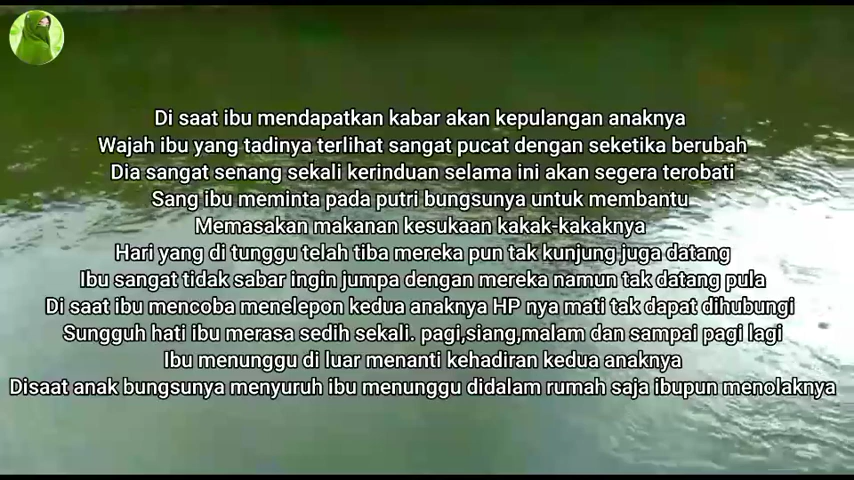 Di saat ibu mendapatkan kabar akan kepulangan anaknya
Wajah ibu yang tadinya terlihat sangat pucat dengan seketika berubah
Dia sangat senang sekali kerinduan selama ini akan segera terobati
Sang ibu meminta pada putri bungsunya untuk membantu
Memasakan makanan kesukaan kakak-kakaknya
Hari yang di tunggu telah tiba mereka pun tak kunjung juga datang
Ibu sangat tidak sabar ingin jumpa dengan mereka namun tak datang pula
Di saat ibu mencoba menelepon kedua anaknya HP nya mati tak dapat dihubungi
Sungguh hati ibu merasa sedih sekali. pagi,siang,malam dan sampai pagi lagi
Ibu menunggu di luar menanti kehadiran kedua anaknya
Disaat anak bungsunya menyuruh ibu menunggu didalam rumah saja ibupun menolaknya